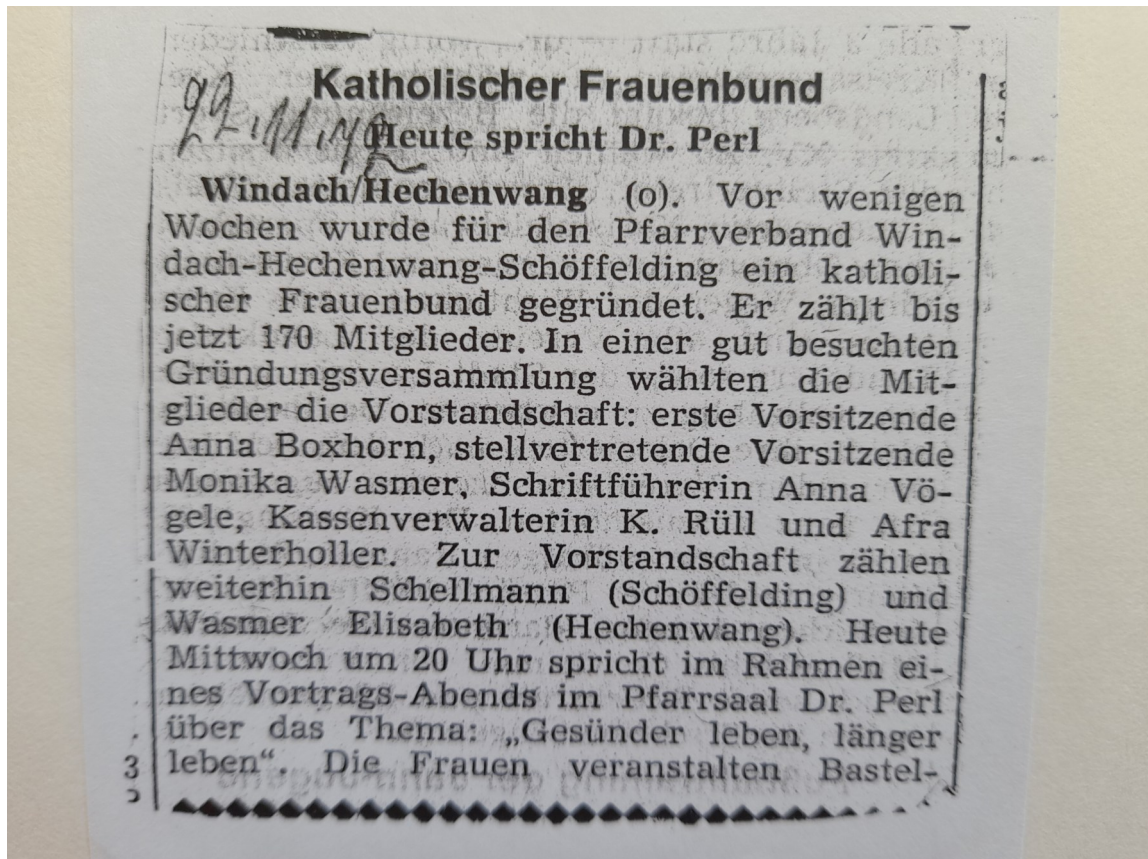 Katholischer Frauenbund
22.11.
Heute spricht Dr. Perl
Windach/Hechenwang (o). Vor wenigen
Wochen wurde für den Pfarrverband Win-
dach-Hechenwang-Schöffelding ein katholi-
scher Frauenbund gegründet. Er zählt bis
jetzt 170 Mitglieder. In einer gut besuchten
Gründungsversammlung wählten die Mit-
glieder die Vorstandschaft: erste Vorsitzende
Anna Boxhorn, stellvertretende Vorsitzende
Monika Wasmer, Schriftführerin Anna Vö-
gele, Kassenverwalterin K. Rüll und Afra
Winterholler. Zur Vorstandschaft zählen
weiterhin Schellmann (Schöffelding) und
Wasmer Elisabeth (Hechenwang). Heute
Mittwoch um 20 Uhr spricht im Rahmen ei-
nes Vortrags-Abends im Pfarrsaal Dr. Perl
über das Thema: „Gesünder leben, länger
leben“. Die Frauen veranstalten Bastel-
3